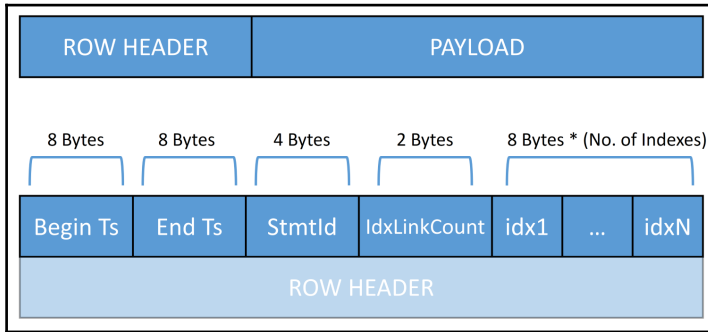 ROW HEADER PAYLOAD
8 Bytes 8 Bytes 4 Bytes 2 Bytes 8 Bytes * (No. of Indexes)
Begin Ts End Ts StmtId IdxLinkCount idx1 ... idxN
ROW HEADER